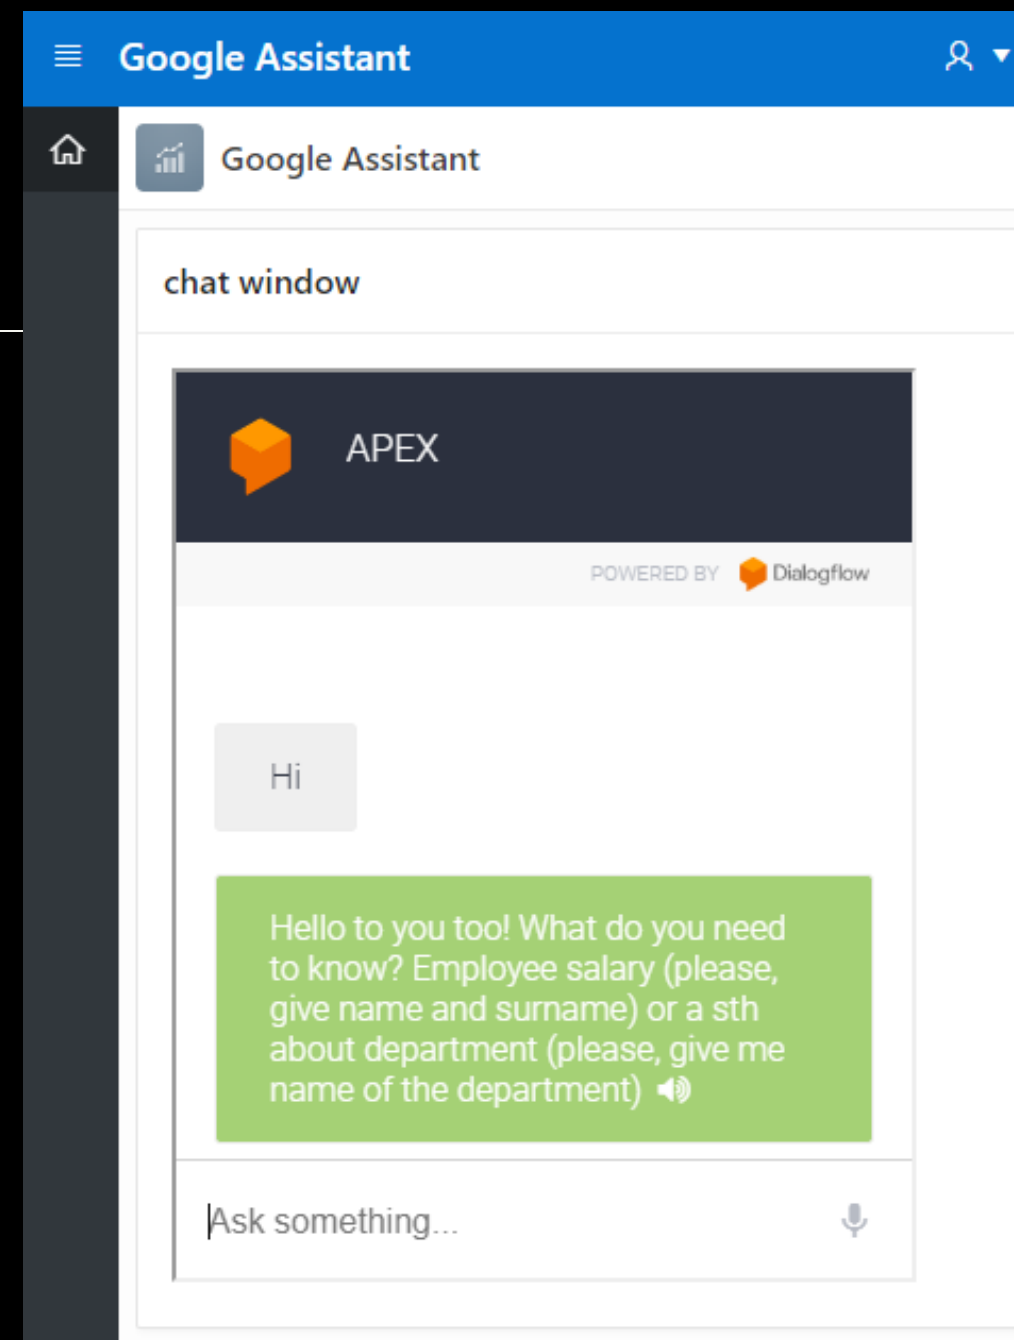 Google Assistant
Google Assistant
chat window
APEX
POWERED BY Dialogflow
Hi
Hello to you too! What do you need
to know? Employee salary (please,
give name and surname) or a sth
about department (please, give me
name of the department)
Ask something...